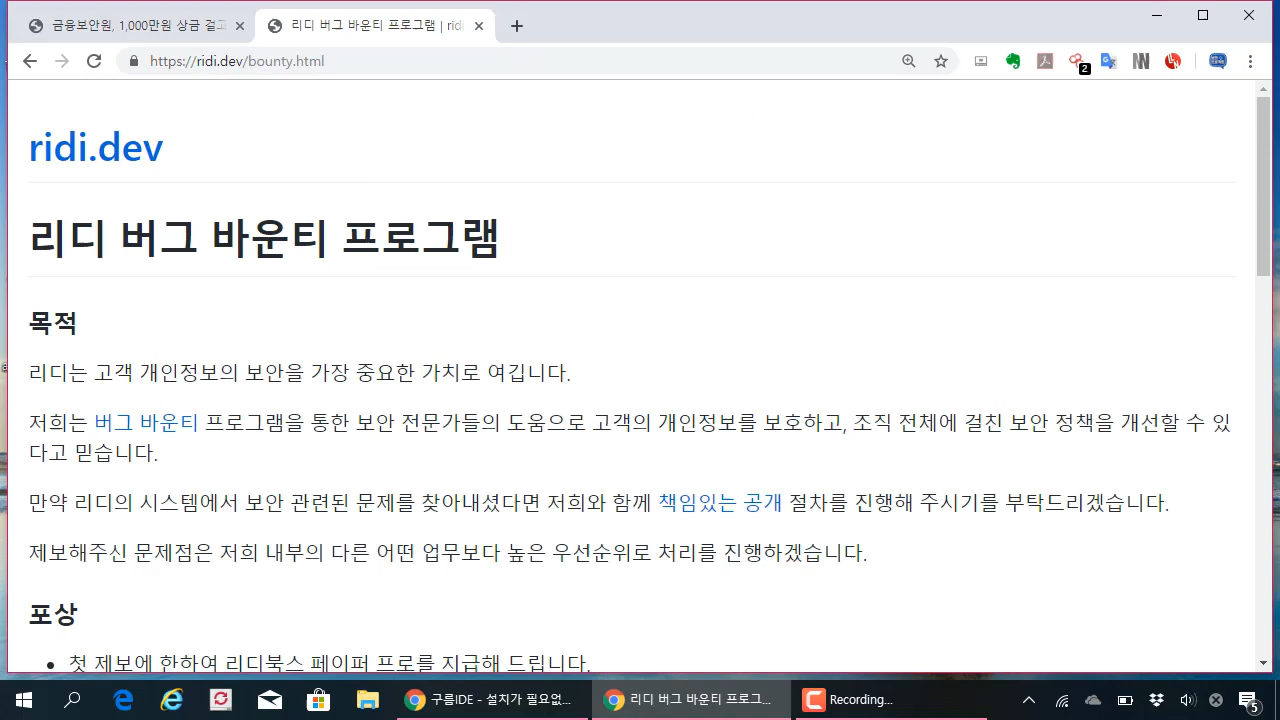 금융보안원, 1,000만원 상금 걸고
리디 버그 바운티 프로그램 | rid
https://ridi.dev/bounty.html
2
ridi.dev
리디 버그 바운티 프로그램
목적
리디는 고객 개인정보의 보안을 가장 중요한 가치로 여깁니다.
저희는 버그 바운티 프로그램을 통한 보안 전문가들의 도움으로 고객의 개인정보를 보호하고, 조직 전체에 걸친 보안 정책을 개선할 수 있
다고 믿습니다.
만약 리디의 시스템에서 보안 관련된 문제를 찾아내셨다면 저희와 함께 책임있는 공개 절차를 진행해 주시기를 부탁드리겠습니다.
제보해주신 문제점은 저희 내부의 다른 어떤 업무보다 높은 우선순위로 처리를 진행하겠습니다.
포상
첫 제보에 한하여 리디북스 페이퍼 프로를 지급해 드립니다.
구름IDE - 설치가 필요없...
리디 버그 바운티 프로그...
Recording...
5